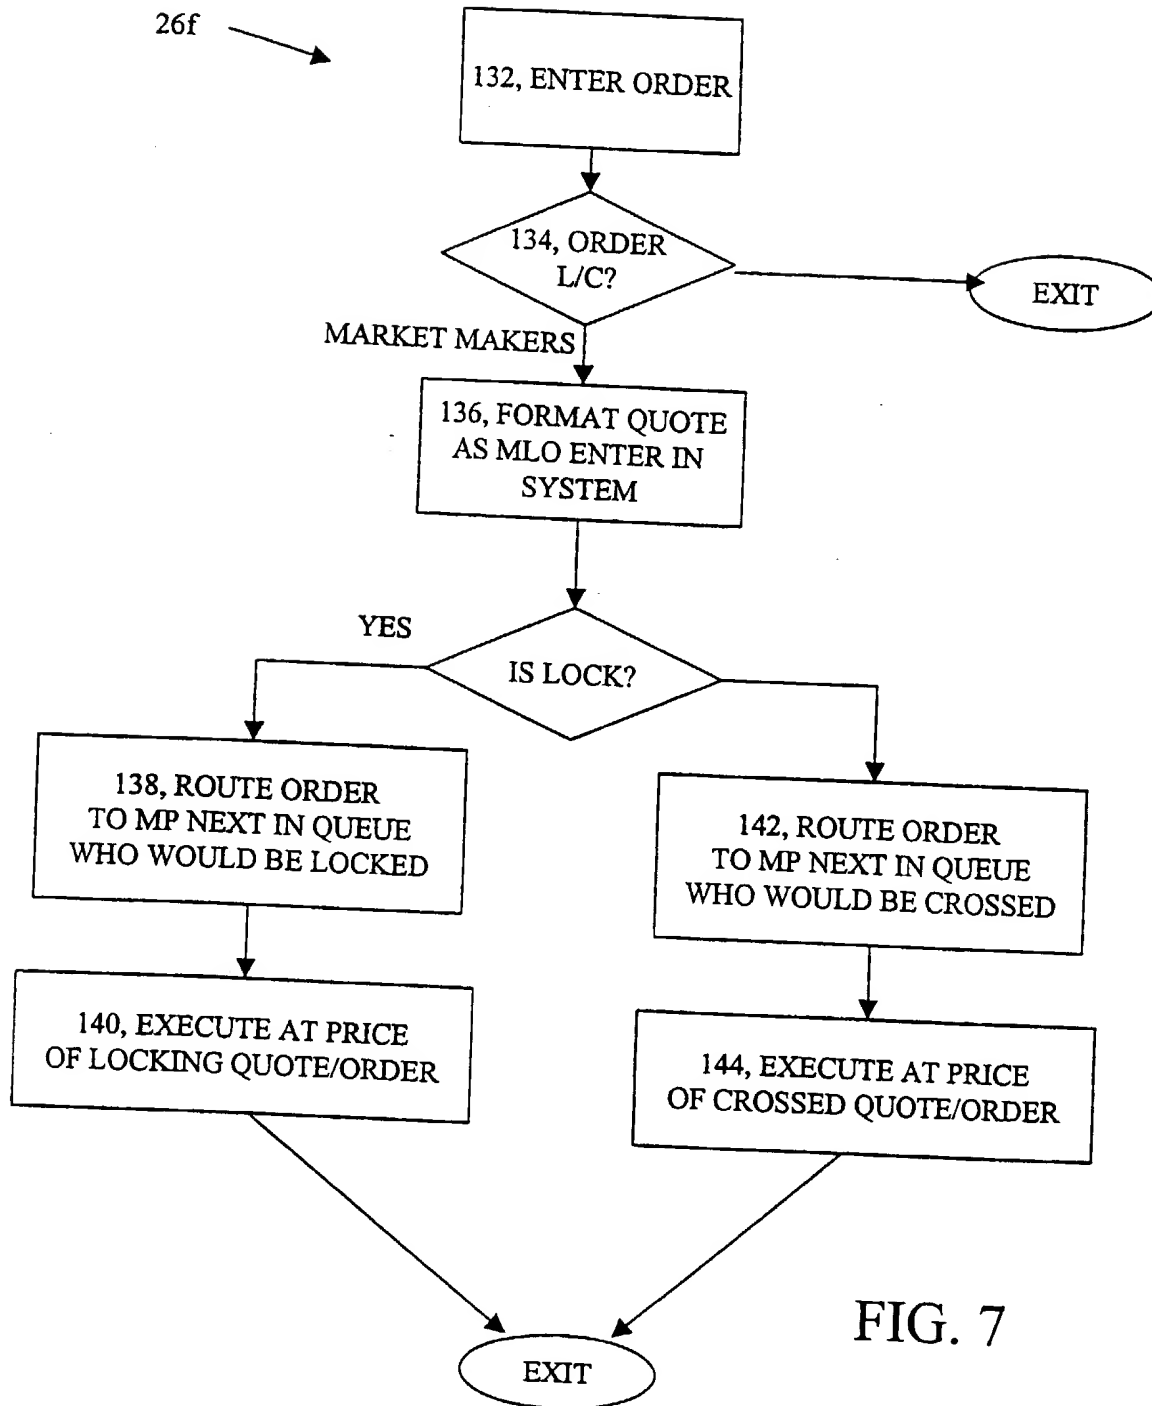 26f
132, ENTER ORDER
134, ORDER
L/C?
EXIT
MARKET MAKERS
136, FORMAT QUOTE
AS MLO ENTER IN
SYSTEM
YES
IS LOCK?
138, ROUTE ORDER
TO MP NEXT IN QUEUE
WHO WOULD BE LOCKED
142, ROUTE ORDER
TO MP NEXT IN QUEUE
WHO WOULD BE CROSSED
140, EXECUTE AT PRICE
OF LOCKING QUOTE/ORDER
144, EXECUTE AT PRICE
OF CROSSED QUOTE/ORDER
FIG. 7
EXIT